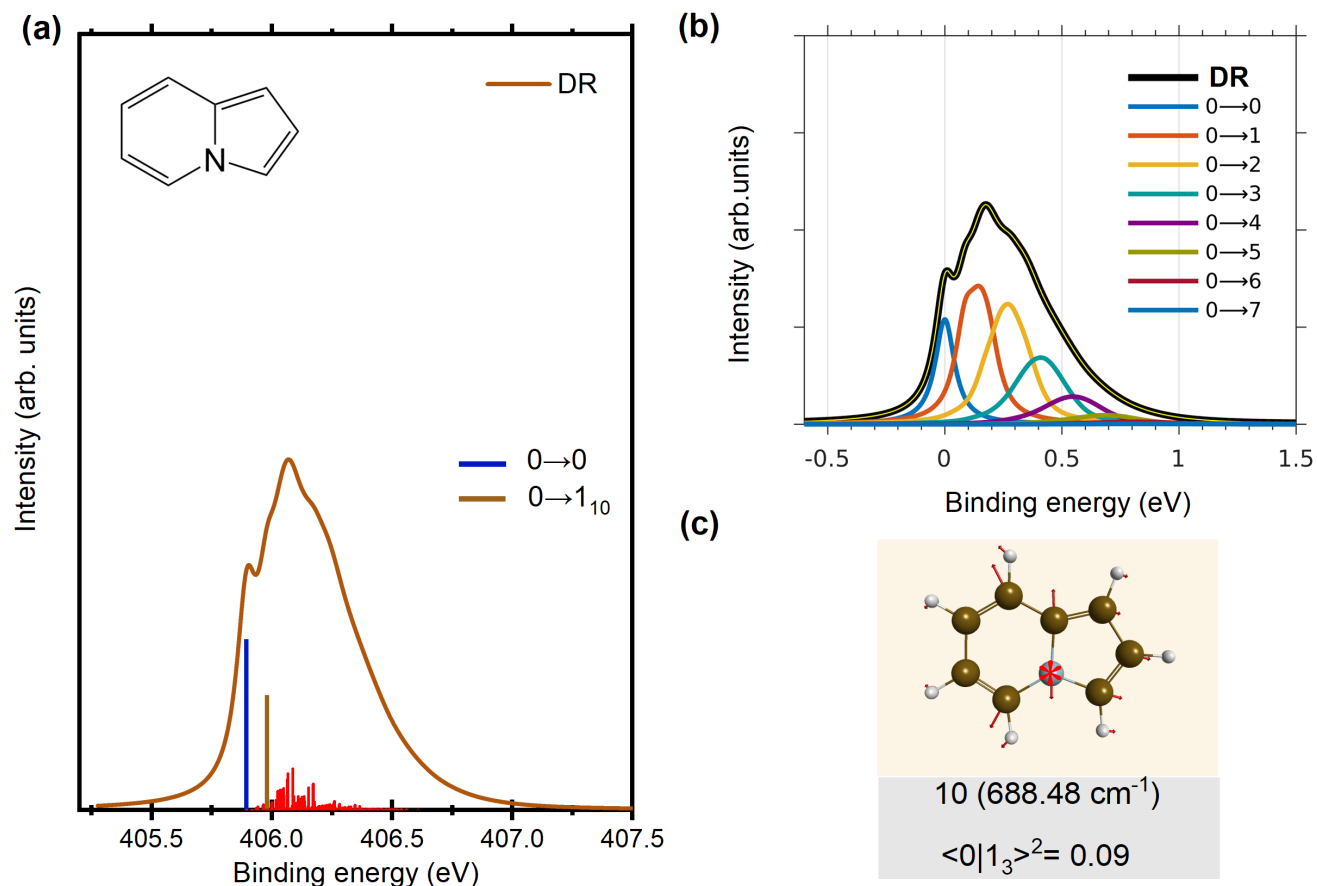 (a)
DR
N
0→0
0→1₁₀
Intensity (arb. units)
405.5 406.0 406.5 407.0 407.5
Binding energy (eV)
(b)
DR
0→0
0→1
0→2
0→3
0→4
0→5
0→6
0→7
Intensity (arb.units)
-0.5 0 0.5 1 1.5
Binding energy (eV)
(c)
10 (688.48 cm⁻¹)
<0|1₃>²= 0.09